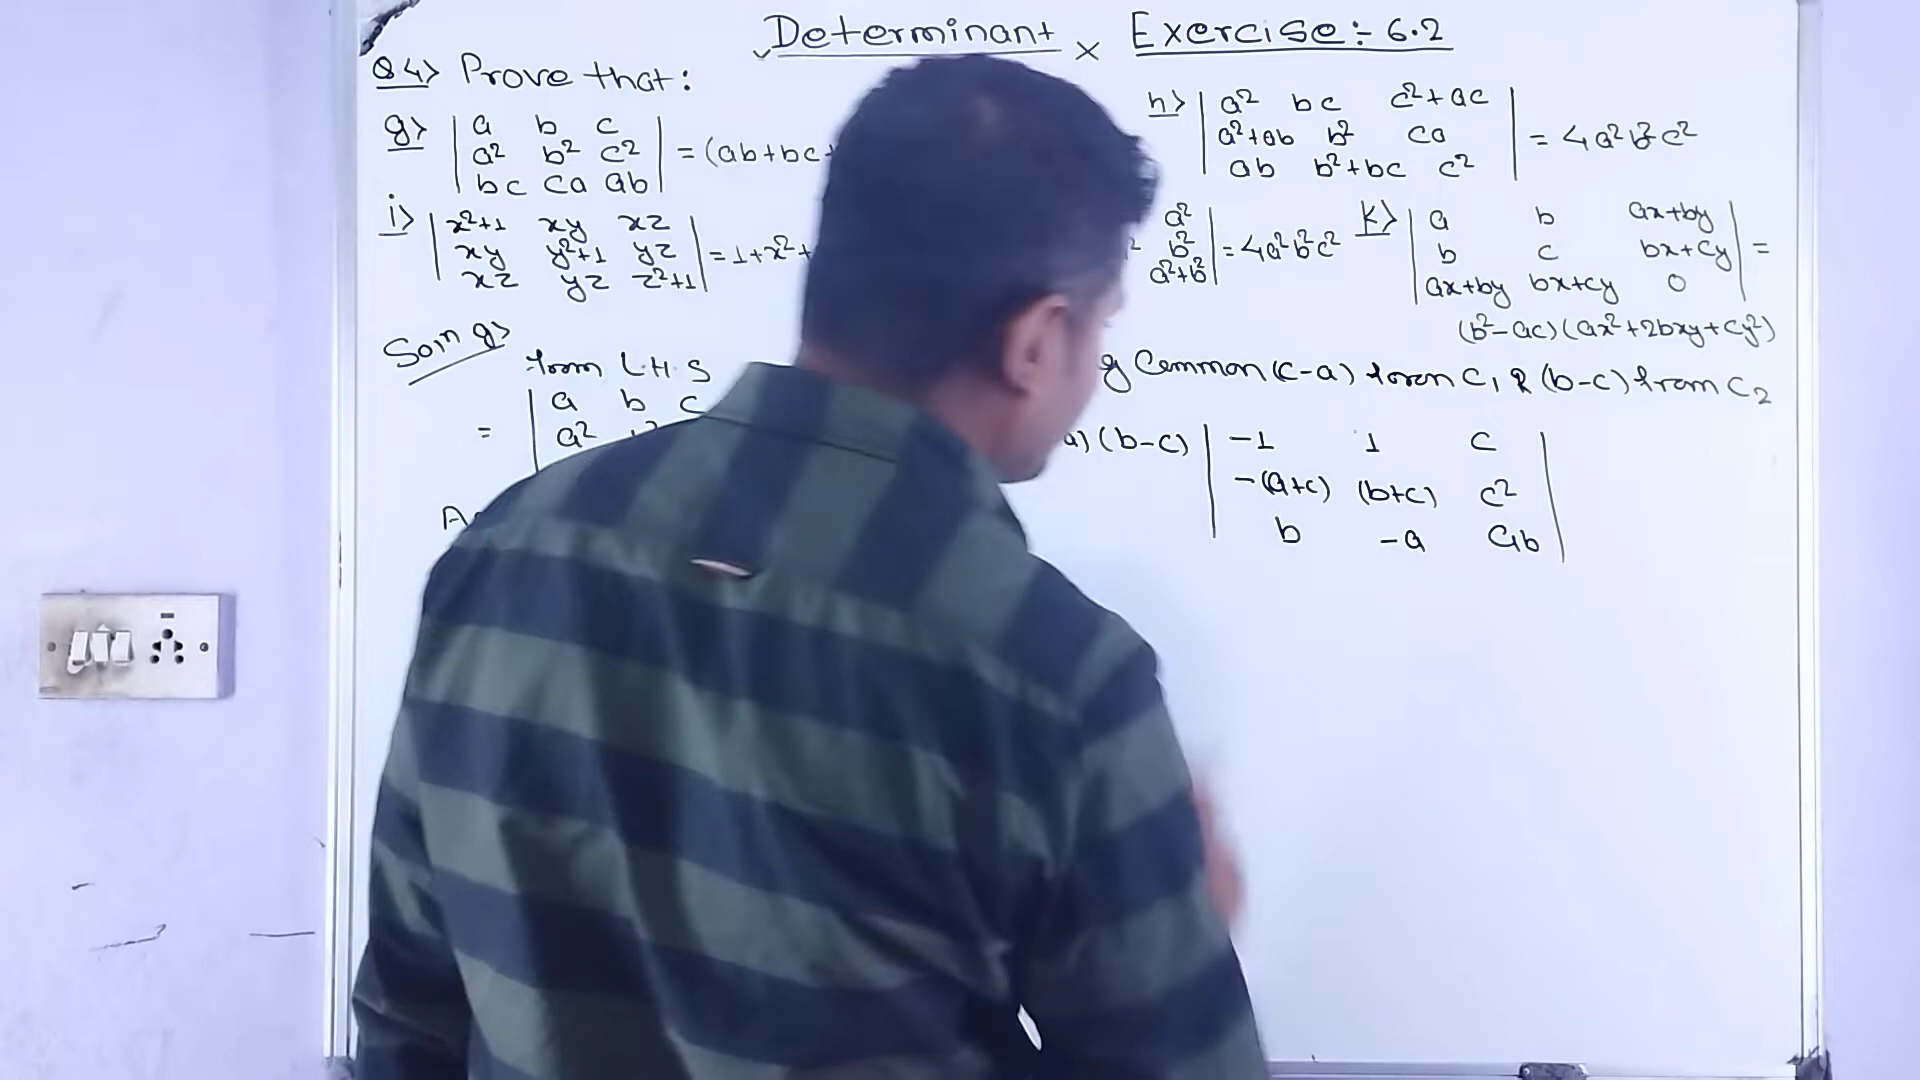 Determinant Exercise:- 6.2
Q4> Prove that:
g> | a b c | = (ab+bc+
| a² b² c² |
| bc ca ab |
h> | a² bc c²+ac |
| a²+ab b² ca | = 4a²b²c²
| ab b²+bc c² |
i> | x²+1 xy xz |
| xy y²+1 yz | = 1+x²+
| xz yz z²+1 |
a² |
² b² | = 4a²b²c²
a²+b² |
k> | a b ax+by |
| b c bx+cy | =
| ax+by bx+cy 0 |
(b²-ac)(ax²+2bxy+cy²)
Soln g>
from L.H.S
= | a b c
| a²
g Common (c-a) from C₁ & (b-c) from C₂
a)(b-c) | -1 1 c |
| -(a+c) (b+c) c² |
| b -a ab |